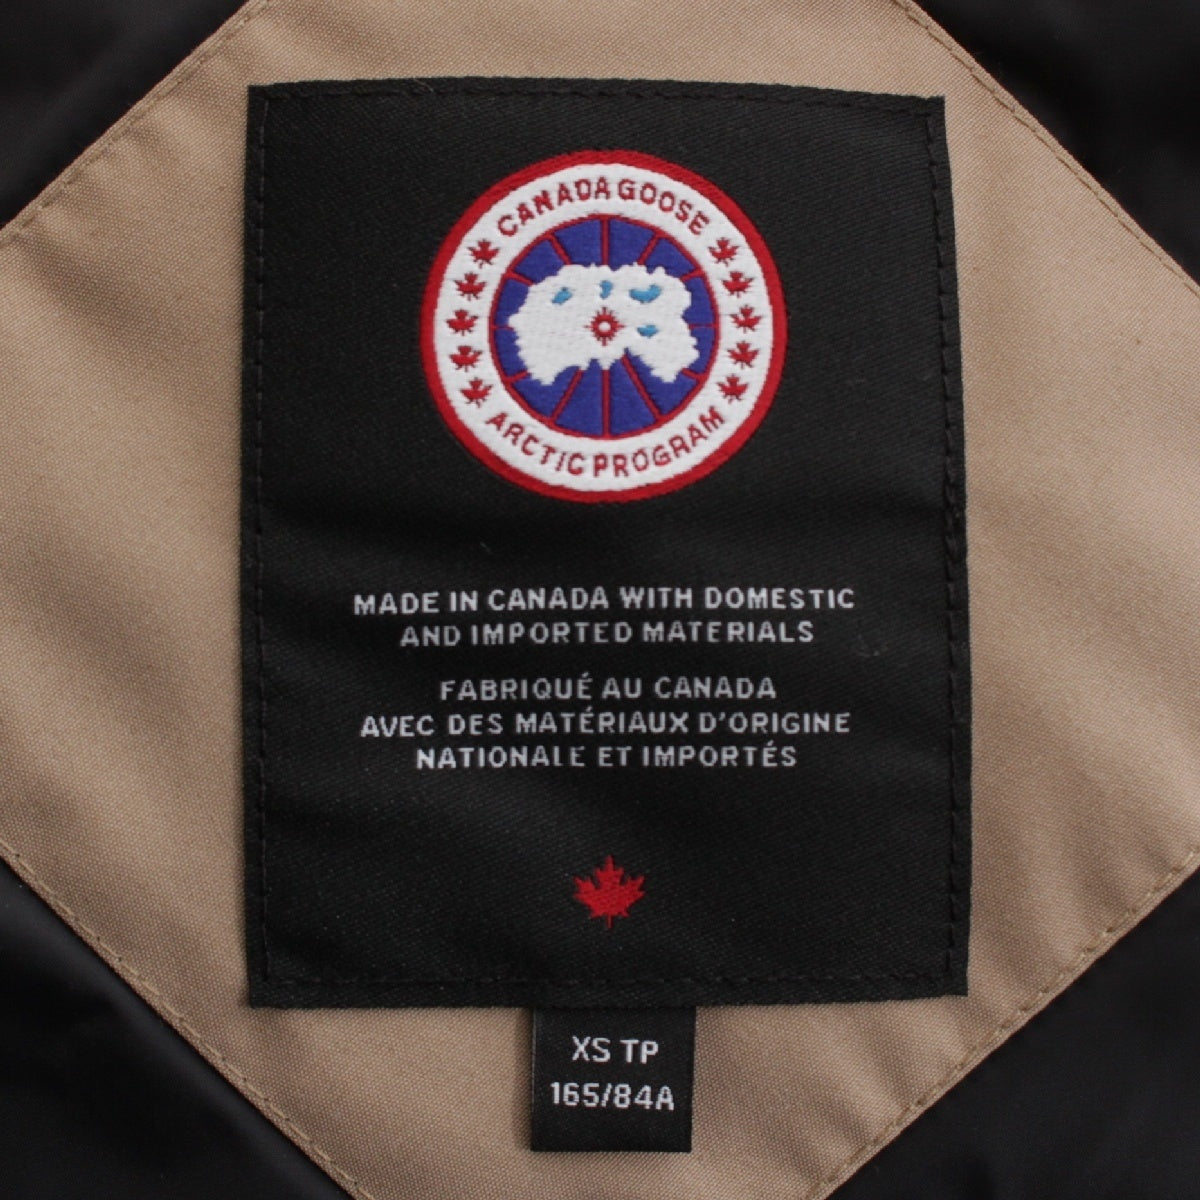 CANADA GOOSE
ARCTIC PROGRAM
MADE IN CANADA WITH DOMESTIC
AND IMPORTED MATERIALS
FABRIQUÉ AU CANADA
AVEC DES MATÉRIAUX D'ORIGINE
NATIONALE ET IMPORTÉS
XS TP
165/84A